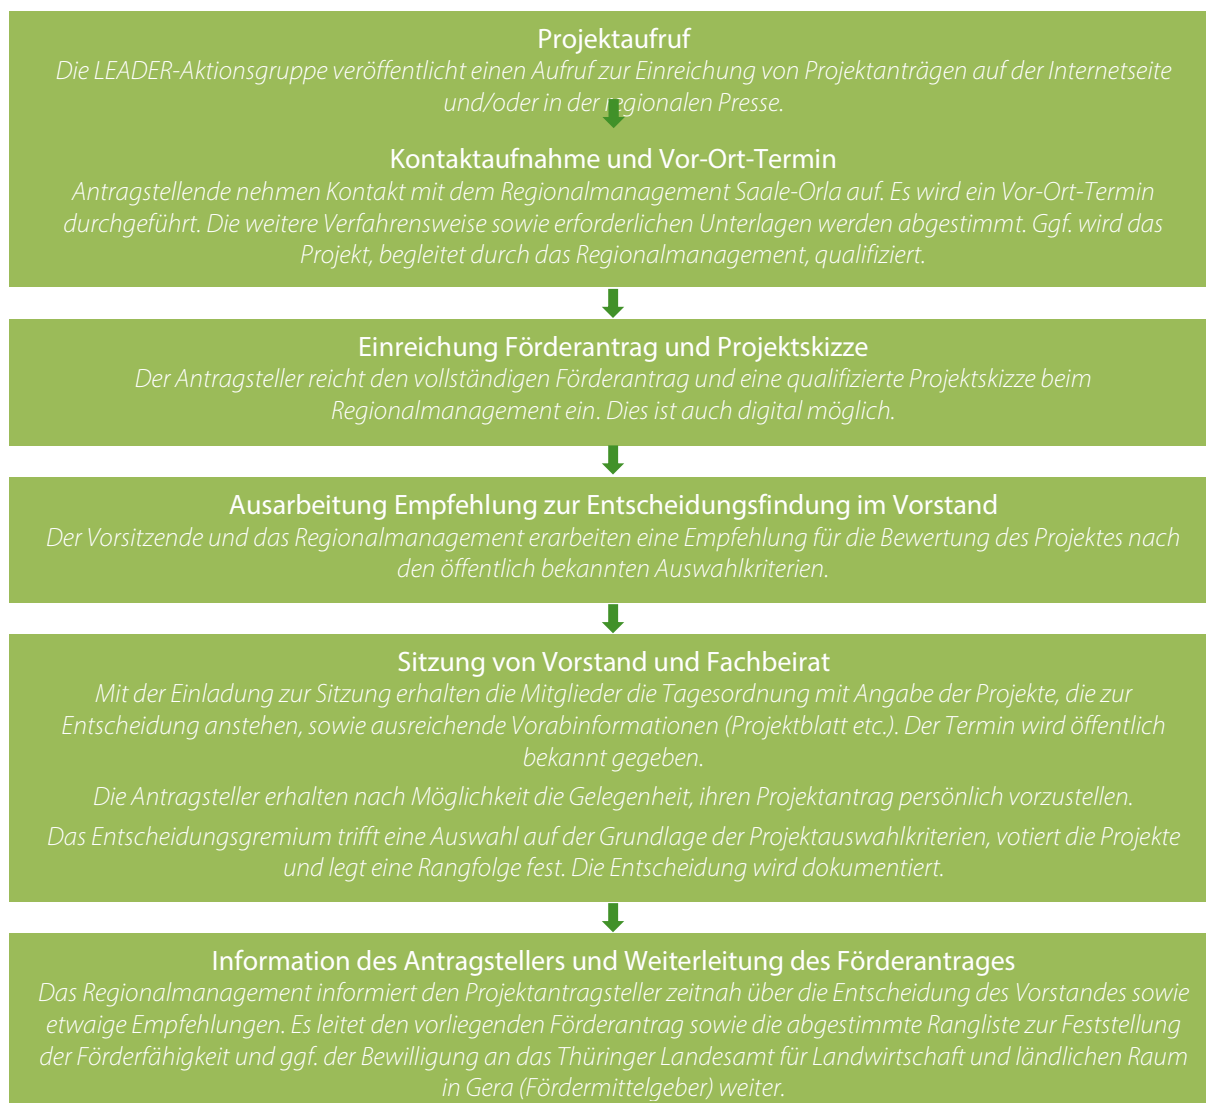 Projektaufruf
Die LEADER-Aktionsgruppe veröffentlicht einen Aufruf zur Einreichung von Projektanträgen auf der Internetseite
und/oder in der regionalen Presse.
Kontaktaufnahme und Vor-Ort-Termin
Antragstellende nehmen Kontakt mit dem Regionalmanagement Saale-Orla auf. Es wird ein Vor-Ort-Termin
durchgeführt. Die weitere Verfahrensweise sowie erforderlichen Unterlagen werden abgestimmt. Ggf. wird das
Projekt, begleitet durch das Regionalmanagement, qualifiziert.
Einreichung Förderantrag und Projektskizze
Der Antragsteller reicht den vollständigen Förderantrag und eine qualifizierte Projektskizze beim
Regionalmanagement ein. Dies ist auch digital möglich.
Ausarbeitung Empfehlung zur Entscheidungsfindung im Vorstand
Der Vorsitzende und das Regionalmanagement erarbeiten eine Empfehlung für die Bewertung des Projektes nach
den öffentlich bekannten Auswahlkriterien.
Sitzung von Vorstand und Fachbeirat
Mit der Einladung zur Sitzung erhalten die Mitglieder die Tagesordnung mit Angabe der Projekte, die zur
Entscheidung anstehen, sowie ausreichende Vorabinformationen (Projektblatt etc.). Der Termin wird öffentlich
bekannt gegeben.
Die Antragsteller erhalten nach Möglichkeit die Gelegenheit, ihren Projektantrag persönlich vorzustellen.
Das Entscheidungsgremium trifft eine Auswahl auf der Grundlage der Projektauswahlkriterien, votiert die Projekte
und legt eine Rangfolge fest. Die Entscheidung wird dokumentiert.
Information des Antragstellers und Weiterleitung des Förderantrages
Das Regionalmanagement informiert den Projektantragsteller zeitnah über die Entscheidung des Vorstandes sowie
etwaige Empfehlungen. Es leitet den vorliegenden Förderantrag sowie die abgestimmte Rangliste zur Feststellung
der Förderfähigkeit und ggf. der Bewilligung an das Thüringer Landesamt für Landwirtschaft und ländlichen Raum
in Gera (Fördermittelgeber) weiter.